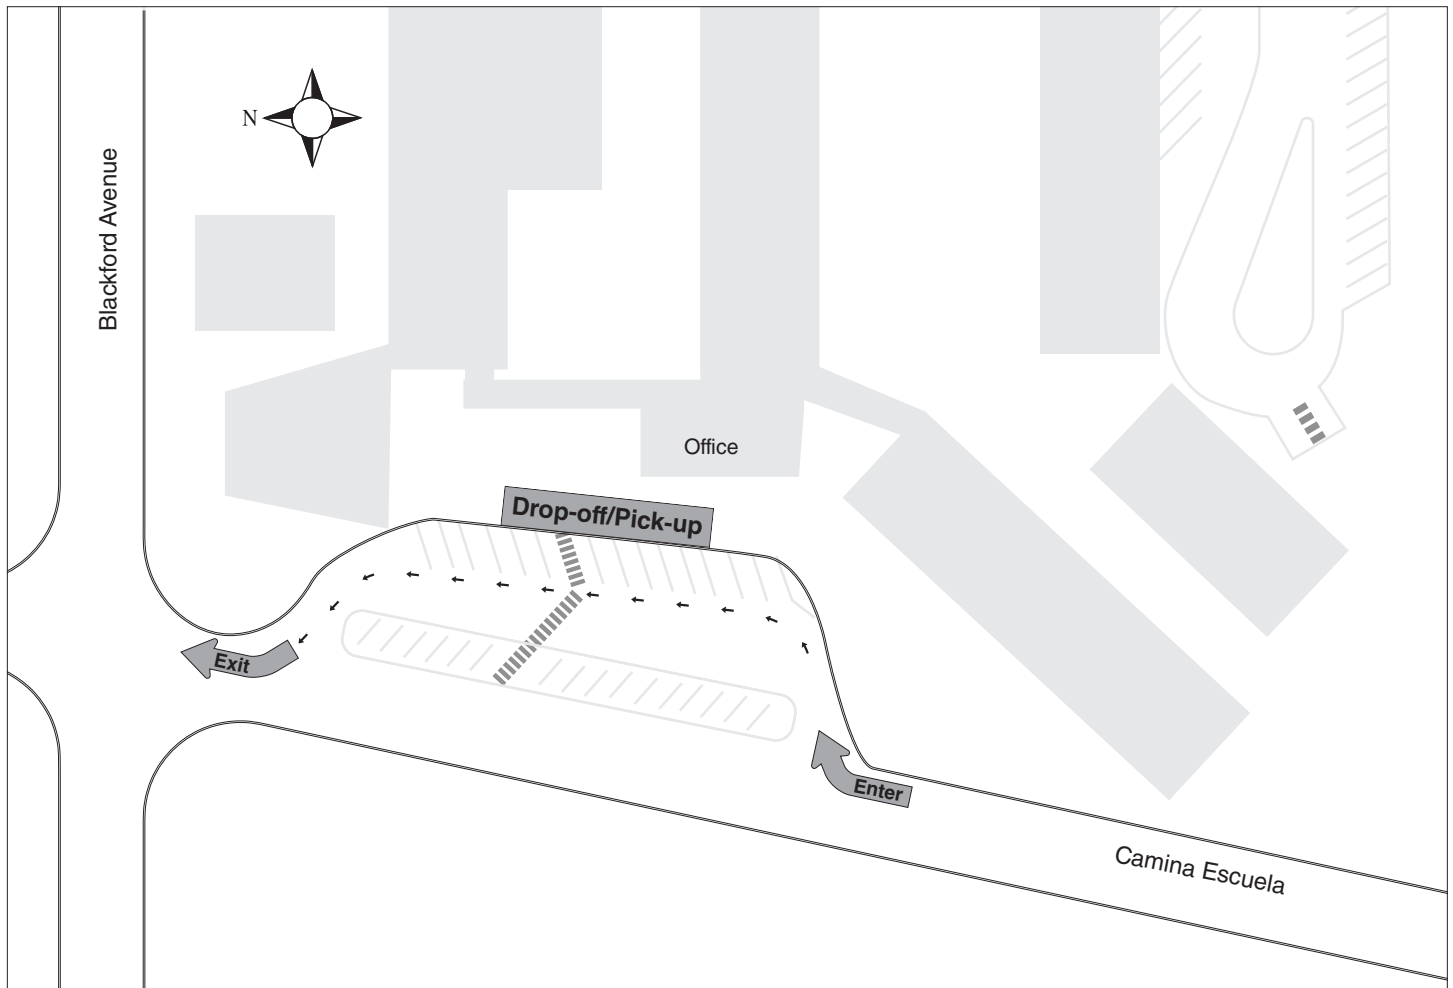 N
Blackford Avenue
Office
Drop-off/Pick-up
Exit
Enter
Camina Escuela